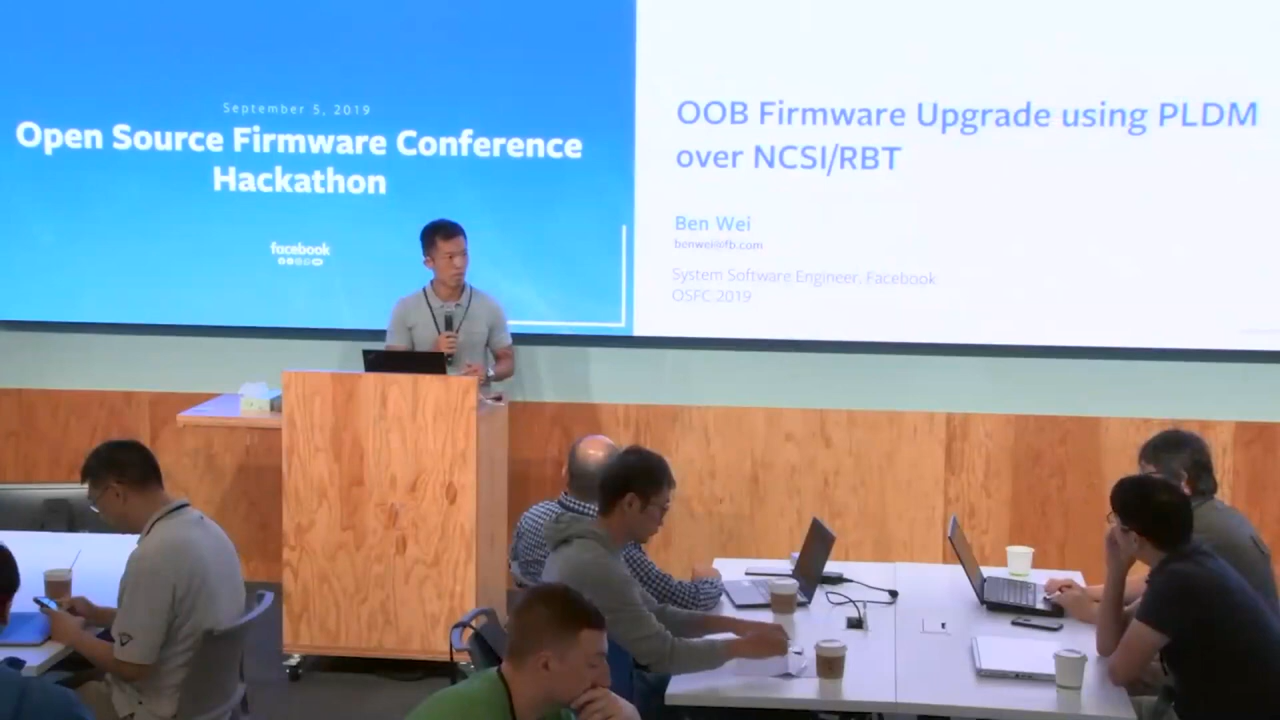 September 5, 2019
Open Source Firmware Conference
Hackathon
facebook
OOB Firmware Upgrade using PLDM
over NCSI/RBT
Ben Wei
benwei@fb.com
System Software Engineer, Facebook
OSFC 2019